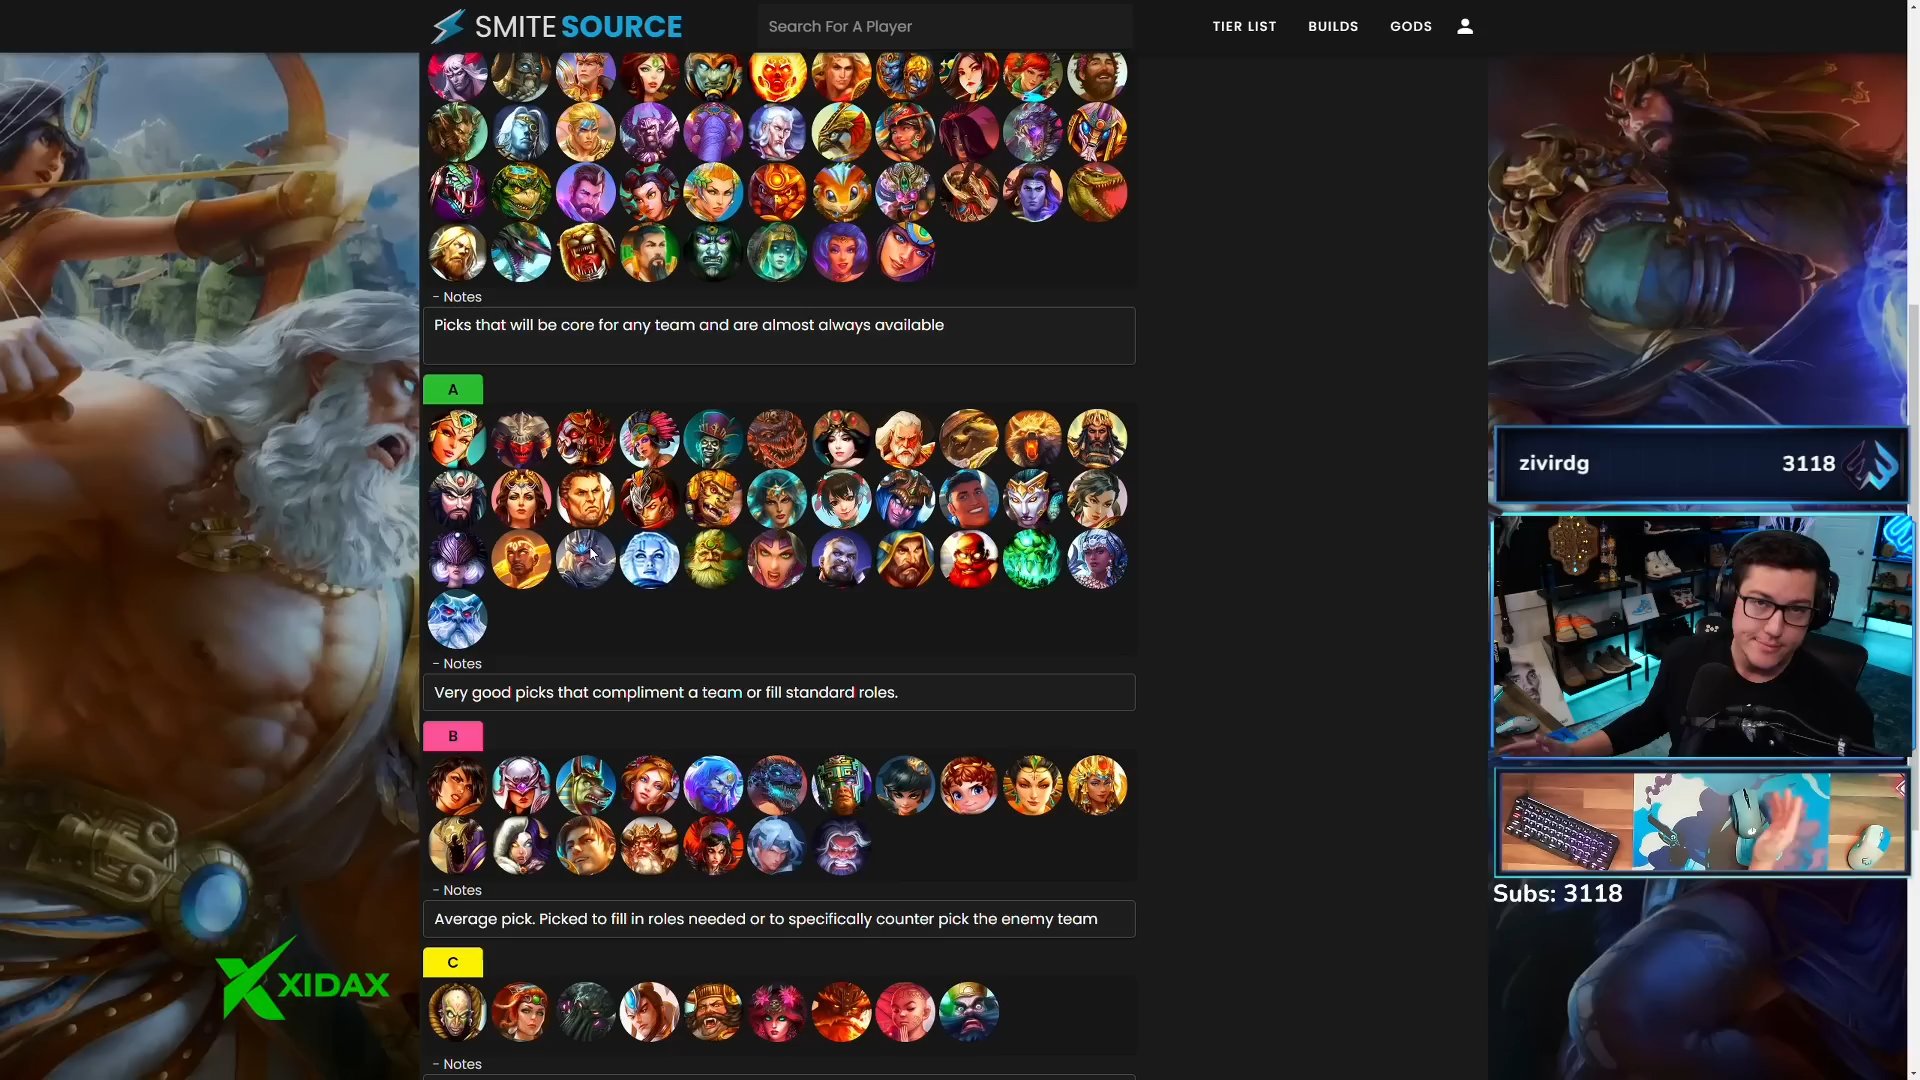 SMITE SOURCE
Search For A Player
TIER LIST
BUILDS
GODS
- Notes
Picks that will be core for any team and are almost always available
A
- Notes
Very good picks that compliment a team or fill standard roles.
B
- Notes
Average pick. Picked to fill in roles needed or to specifically counter pick the enemy team
C
- Notes
zivirdg
3118
Subs: 3118
XIDAX